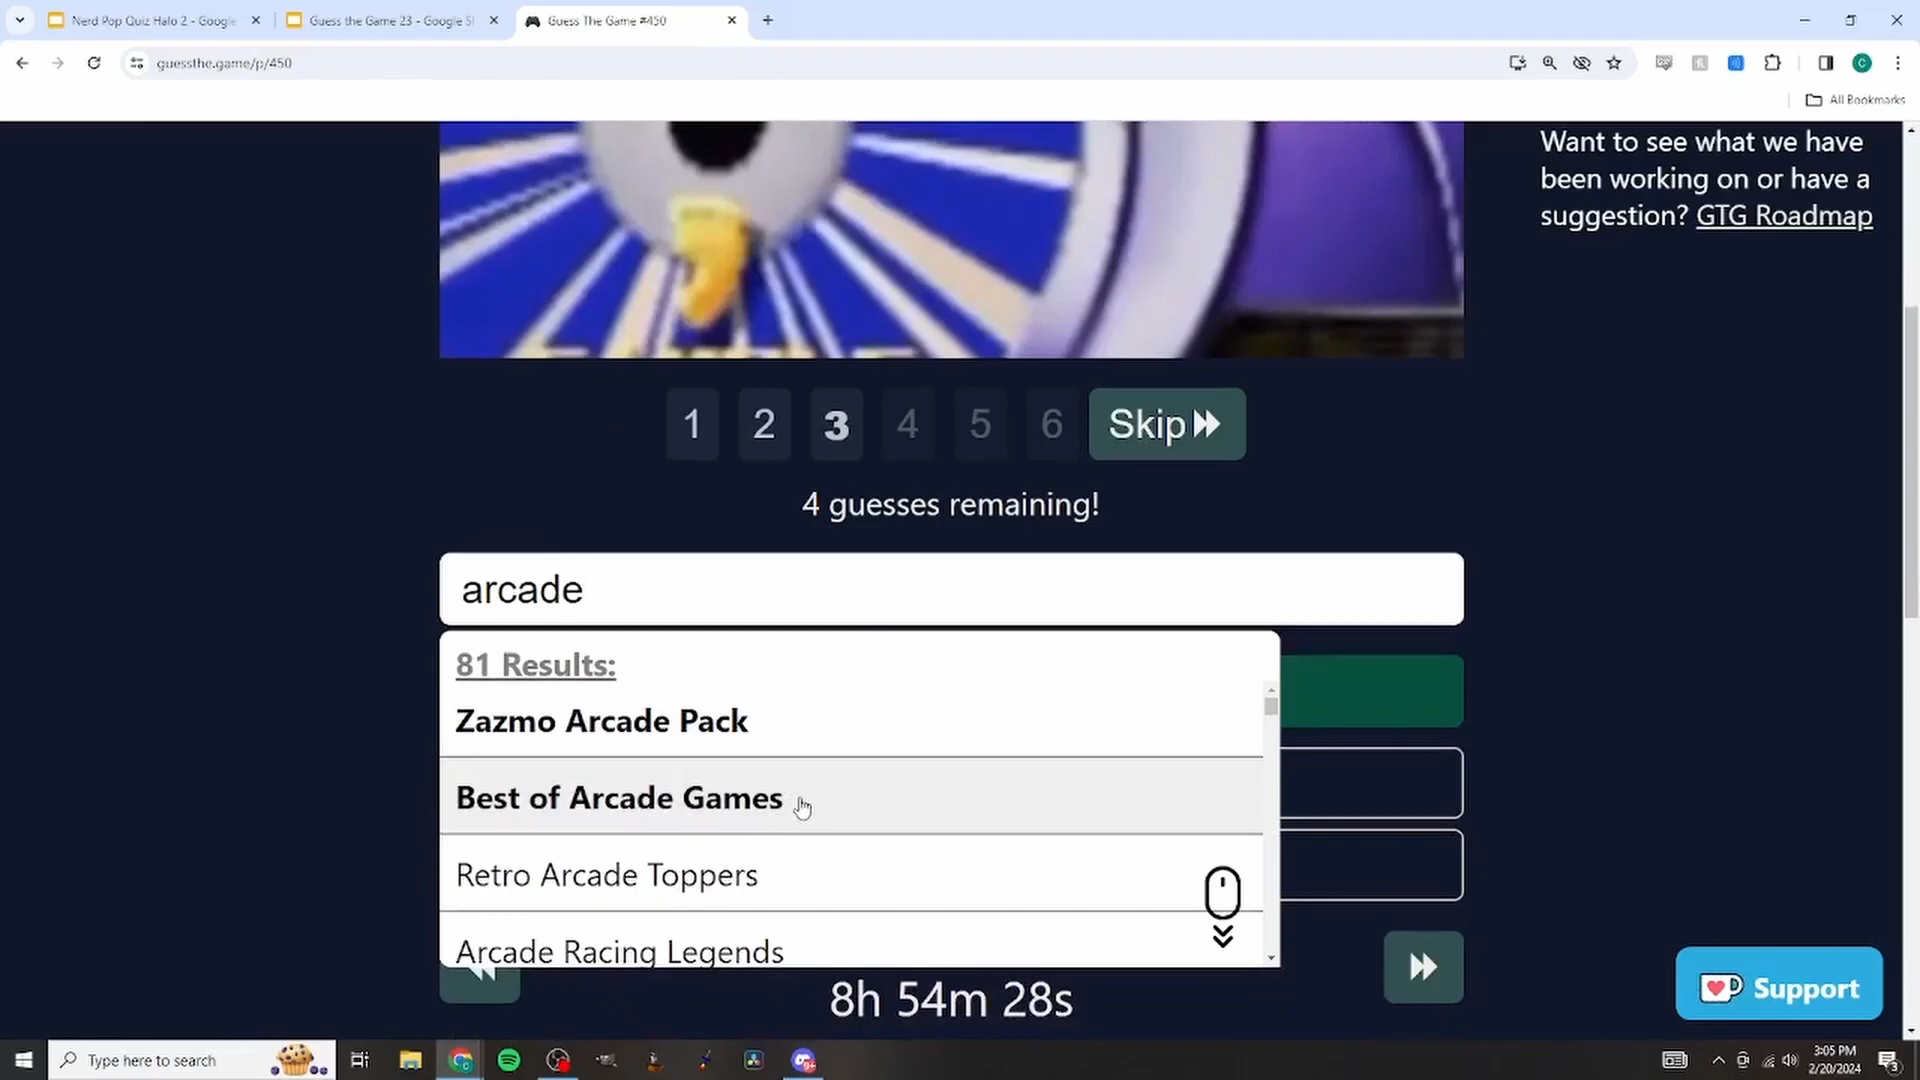 Nerd Pop Quiz Halo 2 - Google
Guess the Game 23 - Google Sl
Guess The Game #450
guessthe.game/p/450
All Bookmarks
Want to see what we have
been working on or have a
suggestion? GTG Roadmap
1 2 3 4 5 6 Skip
4 guesses remaining!
arcade
81 Results:
Zazmo Arcade Pack
Best of Arcade Games
Retro Arcade Toppers
Arcade Racing Legends
8h 54m 28s
Support
Type here to search
3:05 PM
2/20/2024